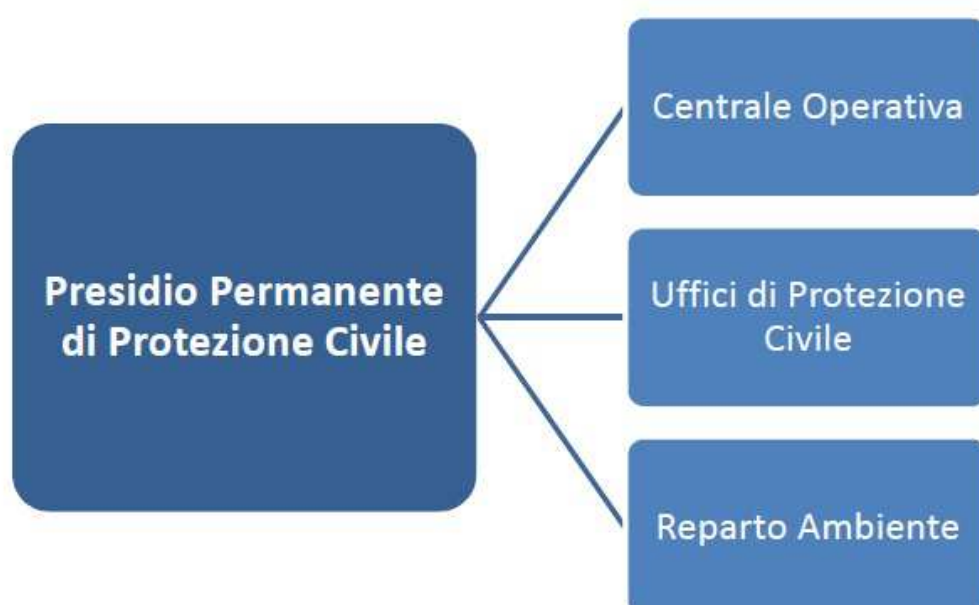 Presidio Permanente
di Protezione Civile
Centrale Operativa
Uffici di Protezione
Civile
Reparto Ambiente